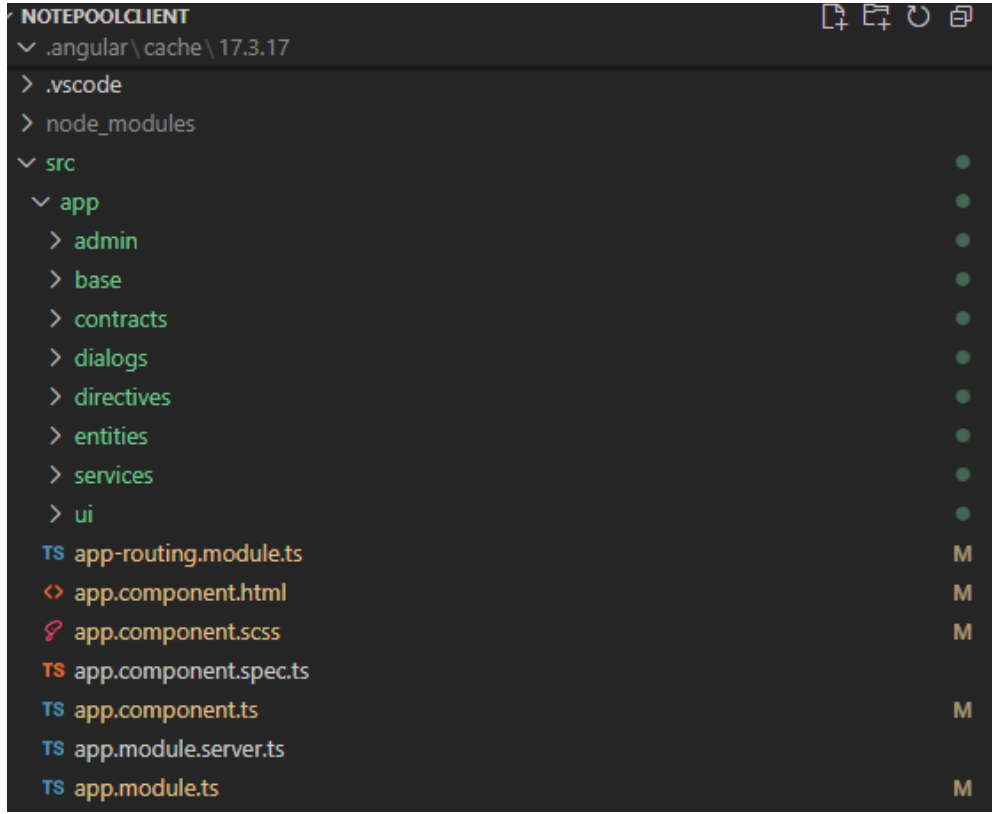 NOTEPOOLCLIENT
.angular\cache\17.3.17
.vscode
node_modules
src
app
admin
base
contracts
dialogs
directives
entities
services
ui
TS app-routing.module.ts M
app.component.html M
app.component.scss M
TS app.component.spec.ts
TS app.component.ts M
TS app.module.server.ts
TS app.module.ts M